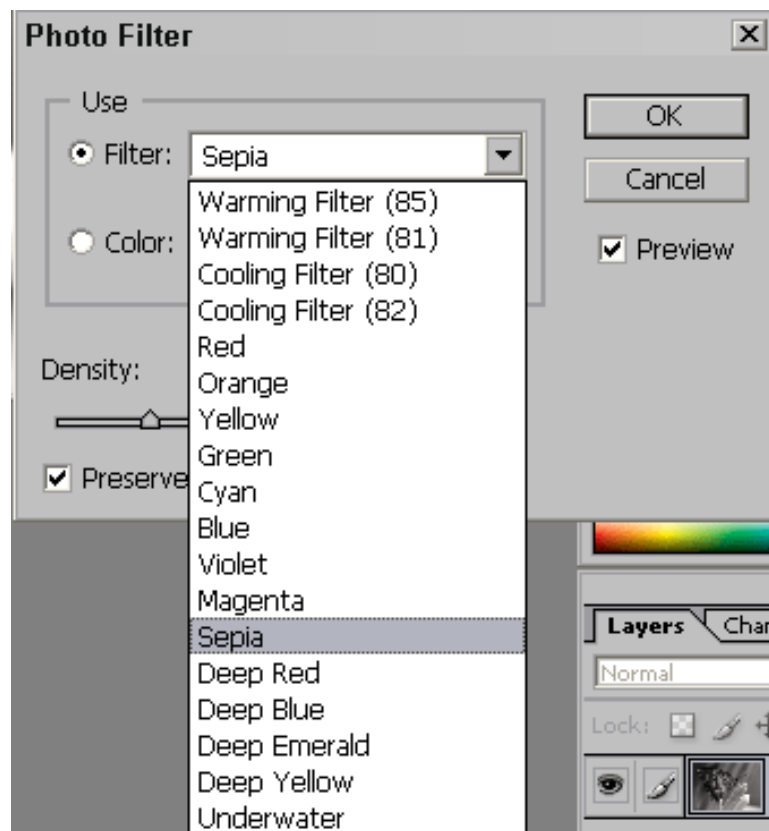 Photo Filter
Use
Filter: Sepia
OK
Cancel
Color:
Preview
Warming Filter (85)
Warming Filter (81)
Cooling Filter (80)
Cooling Filter (82)
Red
Orange
Yellow
Green
Cyan
Blue
Violet
Magenta
Sepia
Deep Red
Deep Blue
Deep Emerald
Deep Yellow
Underwater
Density:
Preserve
Layers Char
Normal
Lock: